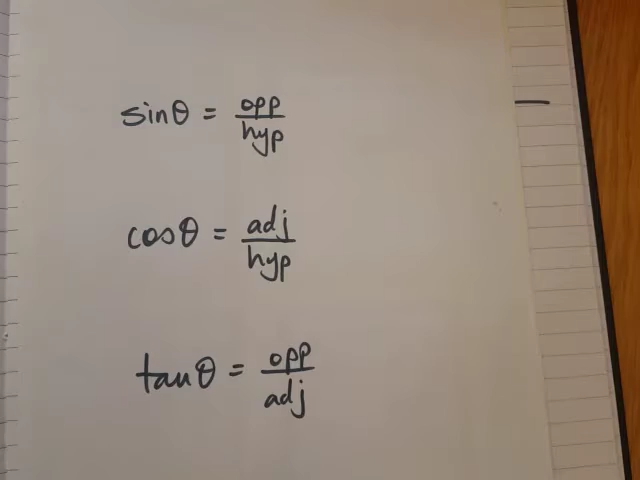 sinθ = opp/hyp
cosθ = adj/hyp
tanθ = opp/adj